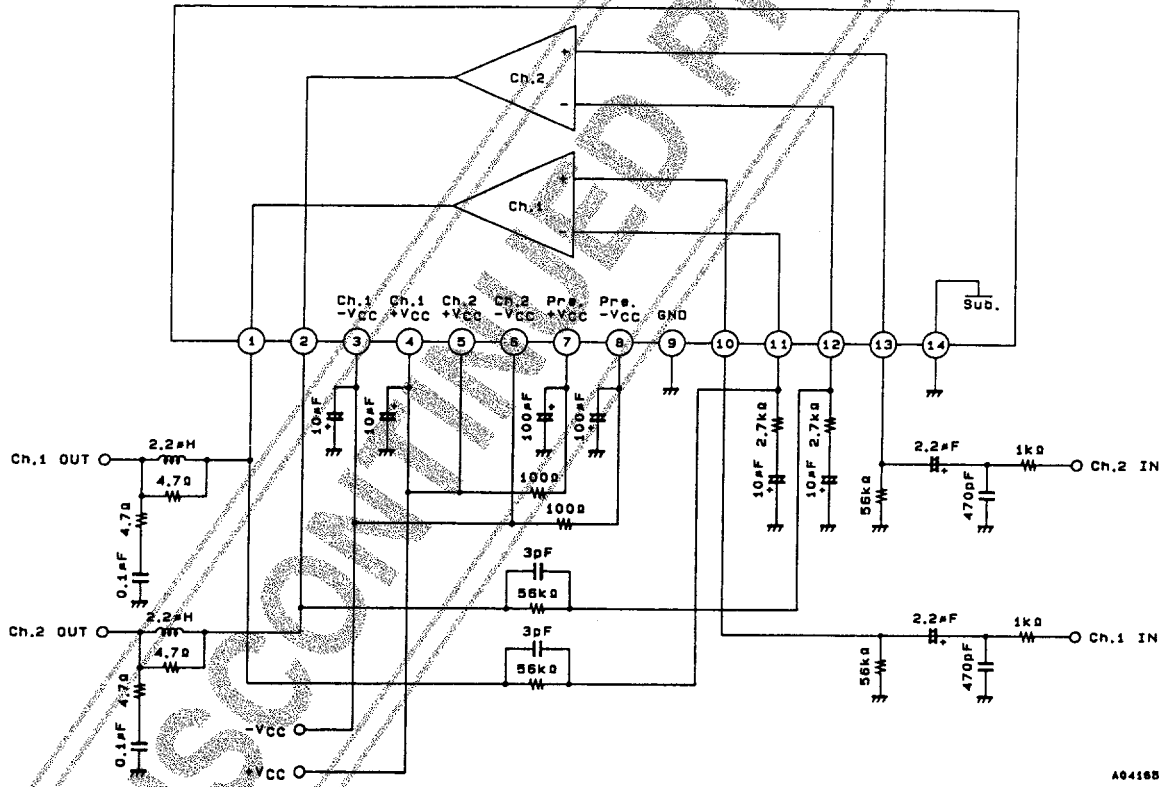 Ch.2
+
-
Ch.1
+
-
Ch.1 -VCC
Ch.1 +VCC
Ch.2 +VCC
Ch.2 -VCC
Pre. +VCC
Pre. -VCC
GND
Sub.
1 2 3 4 5 6 7 8 9 10 11 12 13 14
10μF
+
10μF
+
100μF
+
100μF
+
2.7kΩ
2.7kΩ
10μF
+
10μF
+
100Ω
100Ω
Ch.1 OUT
2.2μH
4.7Ω
4.7Ω
0.1μF
Ch.2 OUT
2.2μH
4.7Ω
4.7Ω
0.1μF
3pF
56kΩ
3pF
56kΩ
56kΩ
2.2μF
+
470pF
1kΩ
Ch.2 IN
56kΩ
2.2μF
+
470pF
1kΩ
Ch.1 IN
-VCC
+VCC
A04165